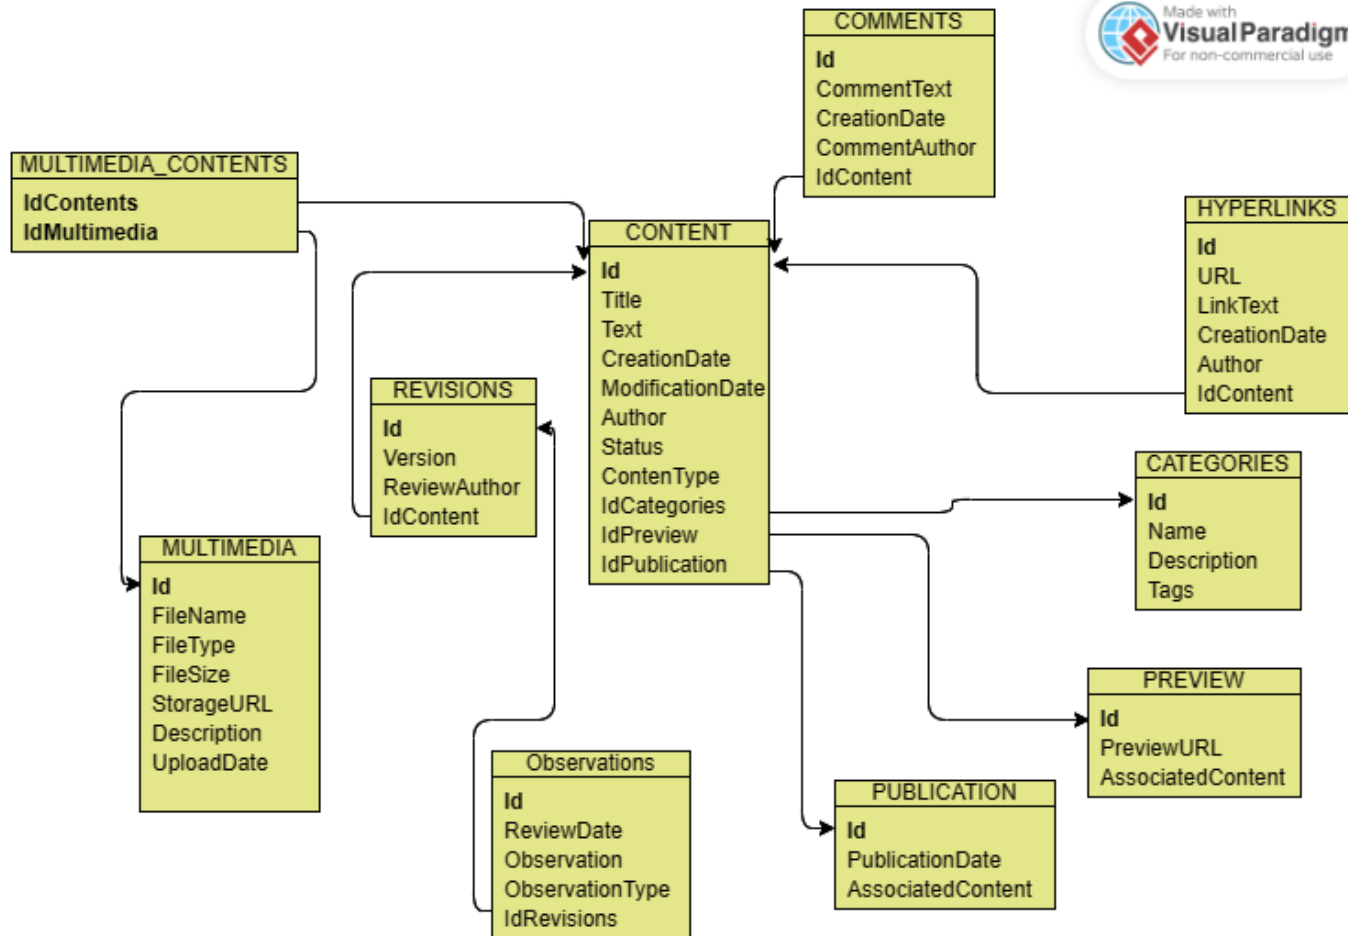 Made with
Visual Paradigm
For non-commercial use
COMMENTS
Id
CommentText
CreationDate
CommentAuthor
IdContent
MULTIMEDIA_CONTENTS
IdContents
IdMultimedia
CONTENT
Id
Title
Text
CreationDate
ModificationDate
Author
Status
ContenType
IdCategories
IdPreview
IdPublication
HYPERLINKS
Id
URL
LinkText
CreationDate
Author
IdContent
REVISIONS
Id
Version
ReviewAuthor
IdContent
CATEGORIES
Id
Name
Description
Tags
MULTIMEDIA
Id
FileName
FileType
FileSize
StorageURL
Description
UploadDate
PREVIEW
Id
PreviewURL
AssociatedContent
Observations
Id
ReviewDate
Observation
ObservationType
IdRevisions
PUBLICATION
Id
PublicationDate
AssociatedContent